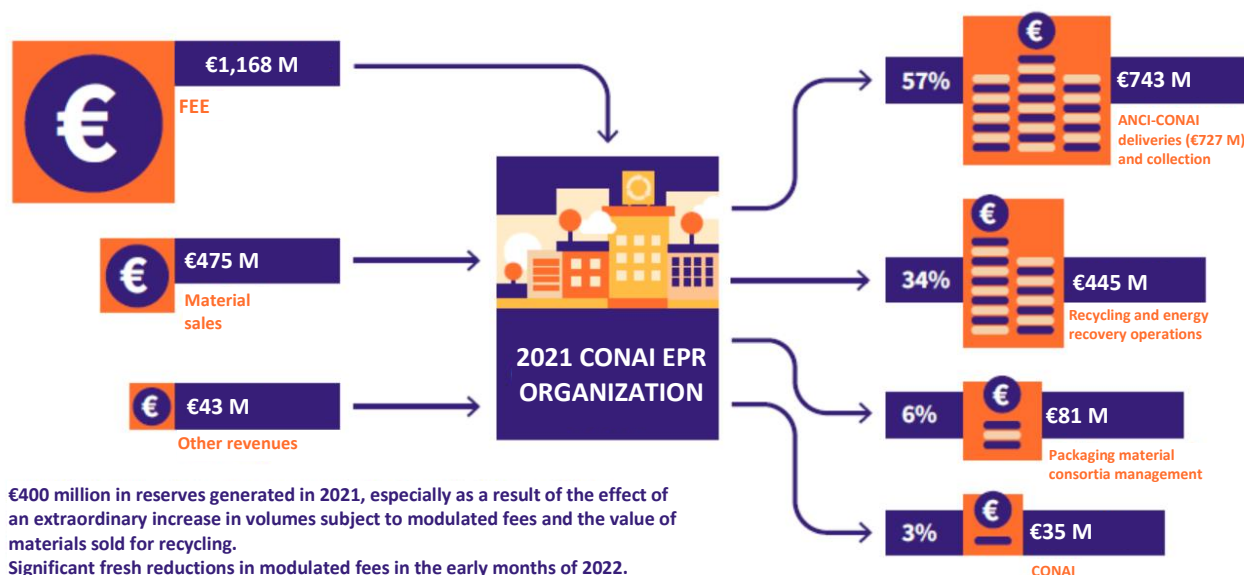 €1,168 M
FEE
€475 M
Material
sales
€43 M
Other revenues
2021 CONAI EPR
ORGANIZATION
57%
€743 M
ANCI-CONAI
deliveries (€727 M)
and collection
34%
€445 M
Recycling and energy
recovery operations
6%
€81 M
Packaging material
consortia management
3%
€35 M
CONAI
€400 million in reserves generated in 2021, especially as a result of the effect of
an extraordinary increase in volumes subject to modulated fees and the value of
materials sold for recycling.
Significant fresh reductions in modulated fees in the early months of 2022.